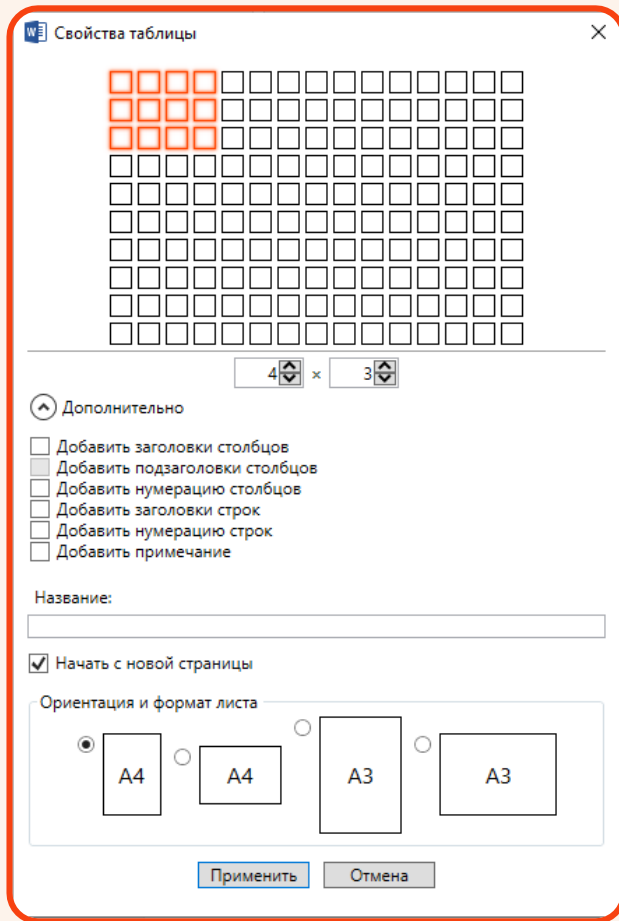 Свойства таблицы
4 × 3
Дополнительно
Добавить заголовки столбцов
Добавить подзаголовки столбцов
Добавить нумерацию столбцов
Добавить заголовки строк
Добавить нумерацию строк
Добавить примечание
Название:
Начать с новой страницы
Ориентация и формат листа
A4 A4 A3 A3
Применить Отмена